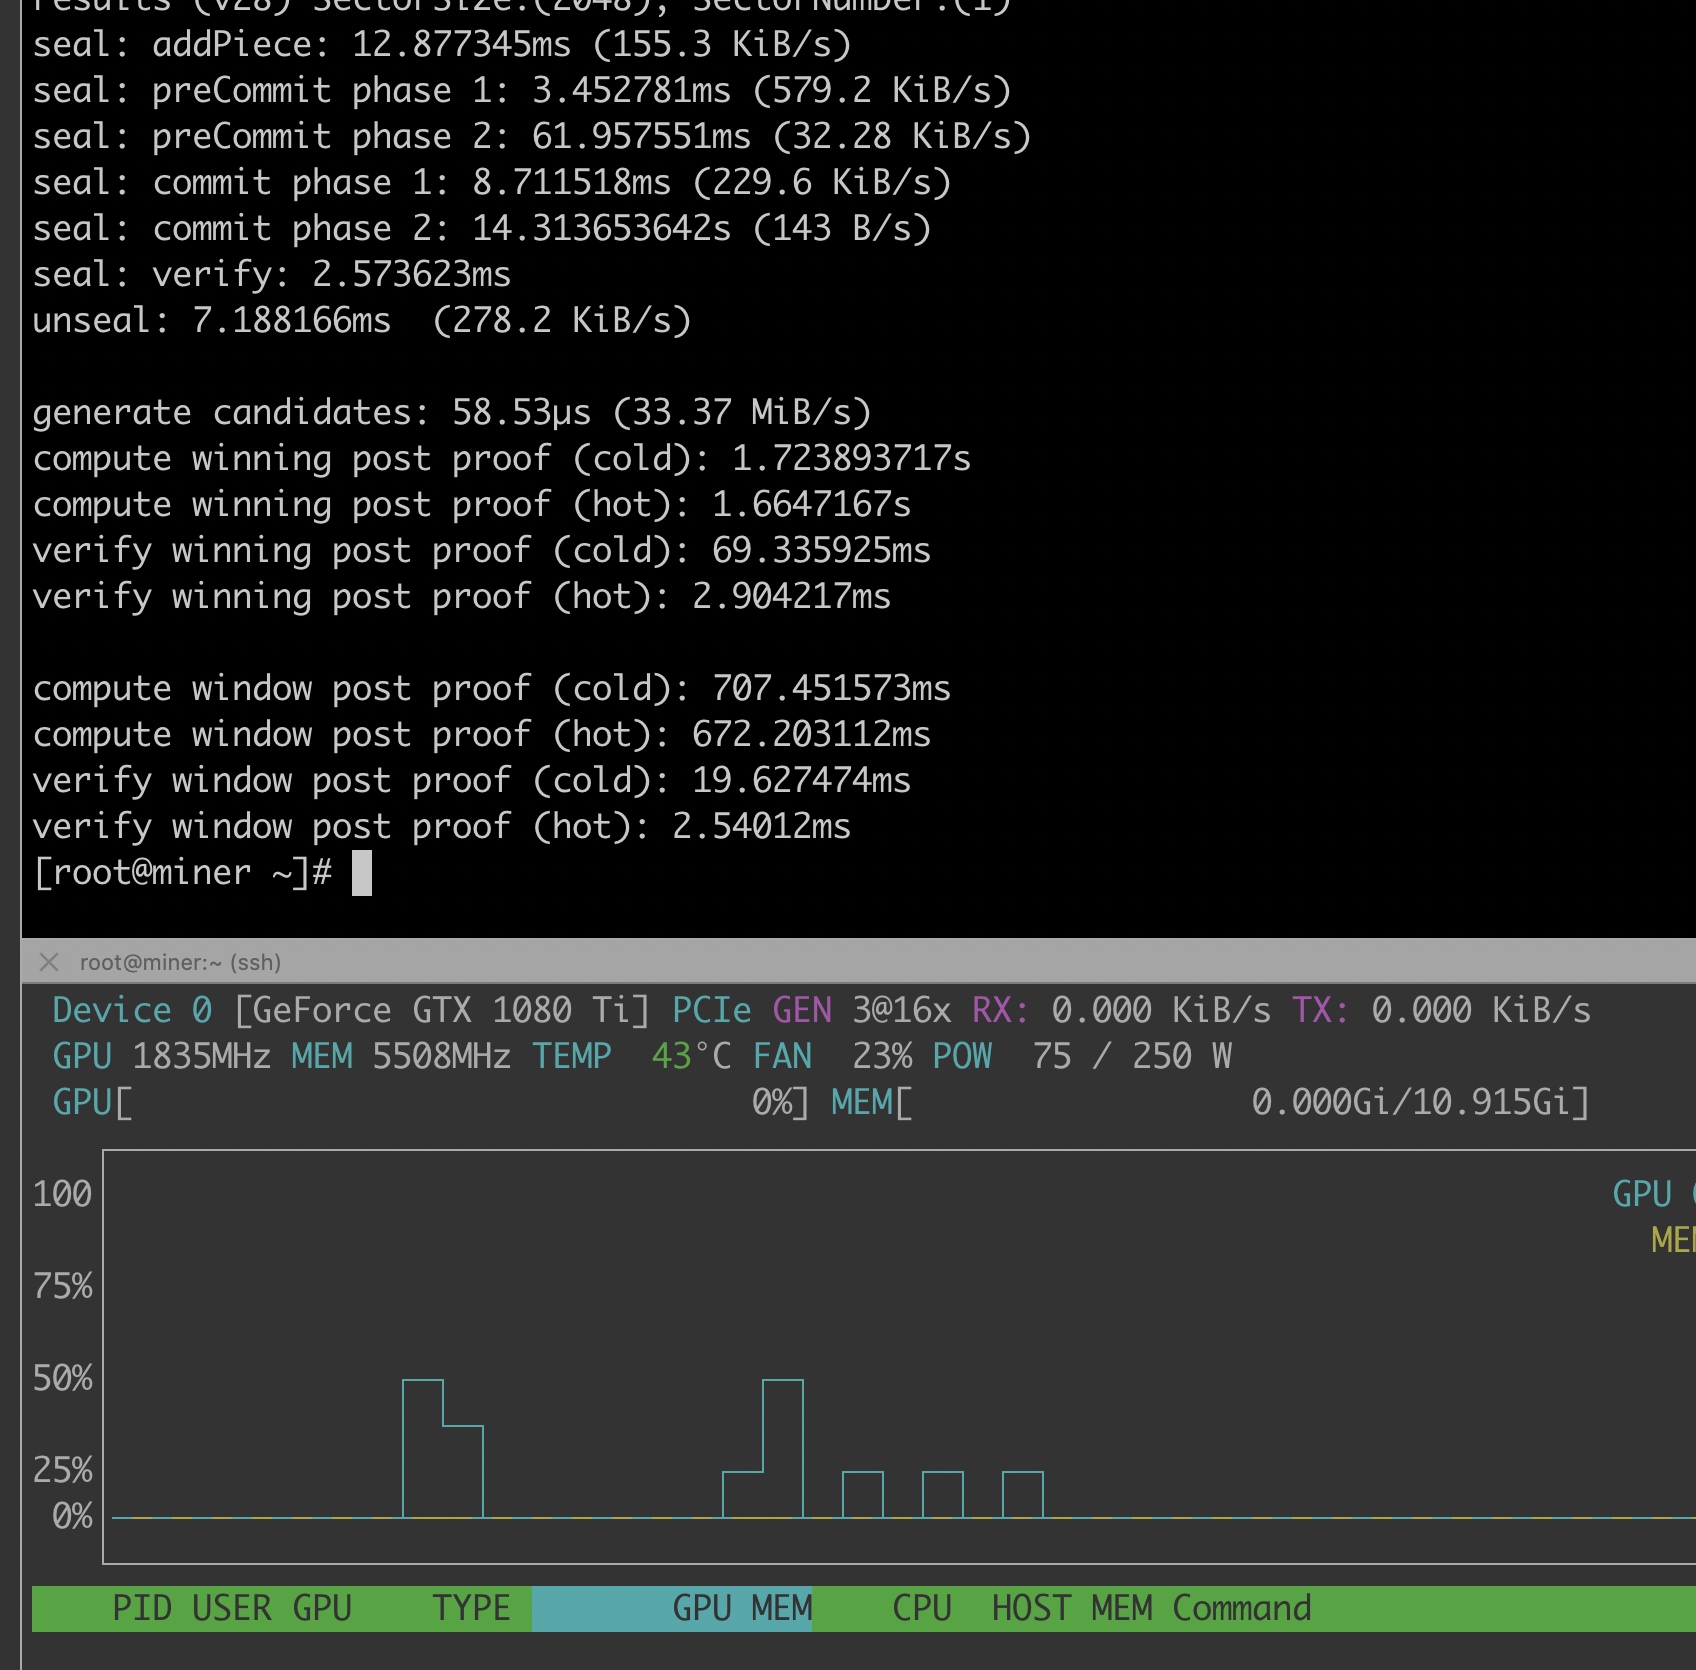 results (v28) SectorSize:(2048), SectorNumber:(1)
seal: addPiece: 12.877345ms (155.3 KiB/s)
seal: preCommit phase 1: 3.452781ms (579.2 KiB/s)
seal: preCommit phase 2: 61.957551ms (32.28 KiB/s)
seal: commit phase 1: 8.711518ms (229.6 KiB/s)
seal: commit phase 2: 14.313653642s (143 B/s)
seal: verify: 2.573623ms
unseal: 7.188166ms  (278.2 KiB/s)
generate candidates: 58.53µs (33.37 MiB/s)
compute winning post proof (cold): 1.723893717s
compute winning post proof (hot): 1.6647167s
verify winning post proof (cold): 69.335925ms
verify winning post proof (hot): 2.904217ms
compute window post proof (cold): 707.451573ms
compute window post proof (hot): 672.203112ms
verify window post proof (cold): 19.627474ms
verify window post proof (hot): 2.54012ms
[root@miner ~]#
root@miner:~ (ssh)
Device 0 [GeForce GTX 1080 Ti] PCIe GEN 3@16x RX: 0.000 KiB/s TX: 0.000 KiB/s
GPU 1835MHz MEM 5508MHz TEMP 43°C FAN 23% POW 75 / 250 W
GPU[ 0%] MEM[ 0.000Gi/10.915Gi]
100
GPU
75%
50%
25%
0%
PID USER GPU TYPE GPU MEM CPU HOST MEM Command